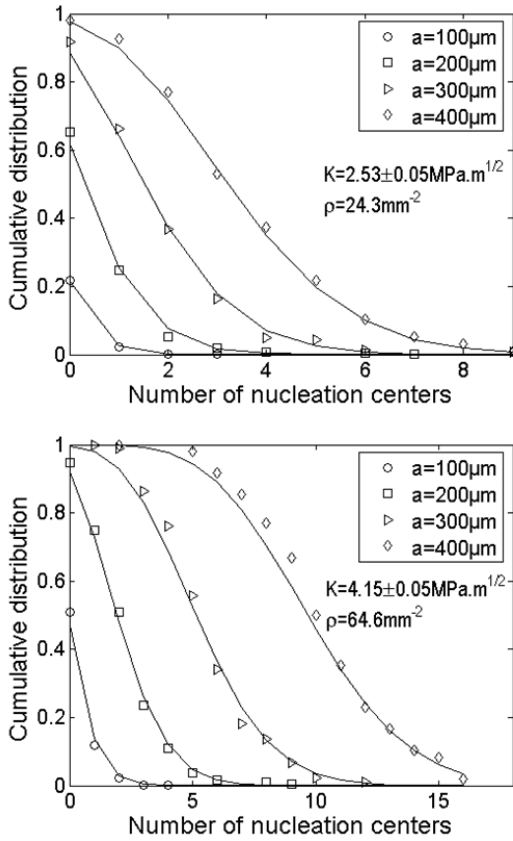 1
0.8
0.6
0.4
0.2
0
Cumulative distribution
a=100µm
a=200µm
a=300µm
a=400µm
K=2.53±0.05MPa.m1/2
ρ=24.3mm-2
0 2 4 6 8
Number of nucleation centers
1
0.8
0.6
0.4
0.2
0
Cumulative distribution
a=100µm
a=200µm
a=300µm
a=400µm
K=4.15±0.05MPa.m1/2
ρ=64.6mm-2
0 5 10 15
Number of nucleation centers